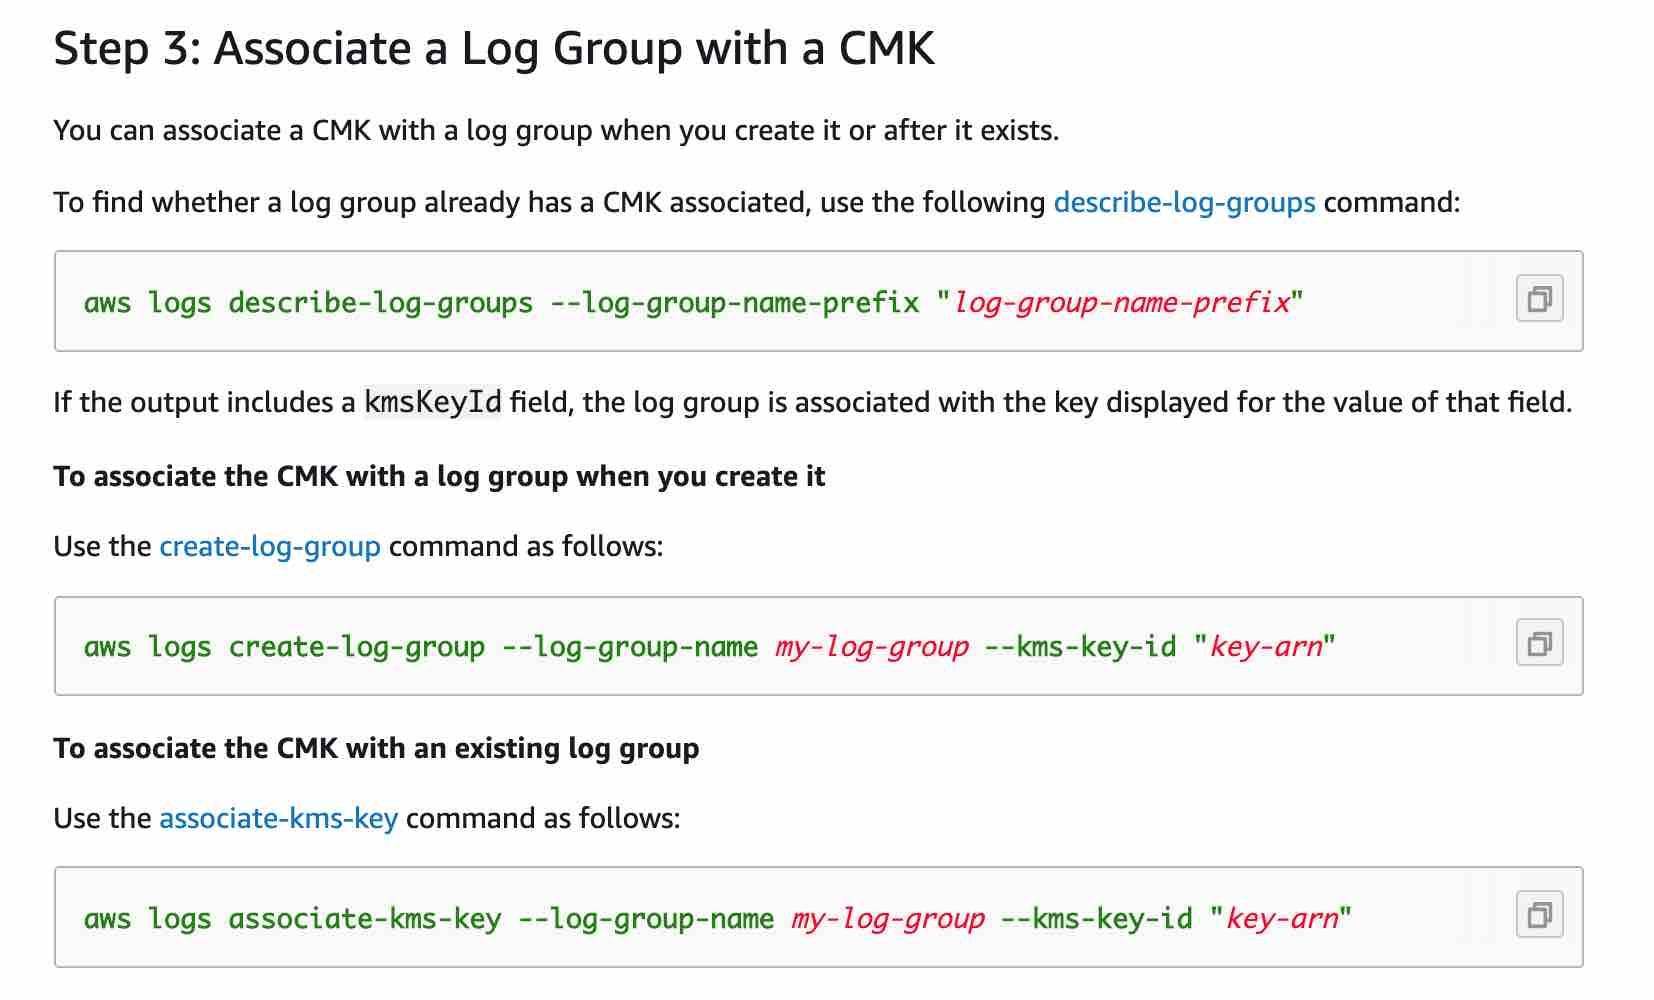 Step 3: Associate a Log Group with a CMK
You can associate a CMK with a log group when you create it or after it exists.
To find whether a log group already has a CMK associated, use the following describe-log-groups command:
aws logs describe-log-groups --log-group-name-prefix "log-group-name-prefix"
If the output includes a kmsKeyId field, the log group is associated with the key displayed for the value of that field.
To associate the CMK with a log group when you create it
Use the create-log-group command as follows:
aws logs create-log-group --log-group-name my-log-group --kms-key-id "key-arn"
To associate the CMK with an existing log group
Use the associate-kms-key command as follows:
aws logs associate-kms-key --log-group-name my-log-group --kms-key-id "key-arn"